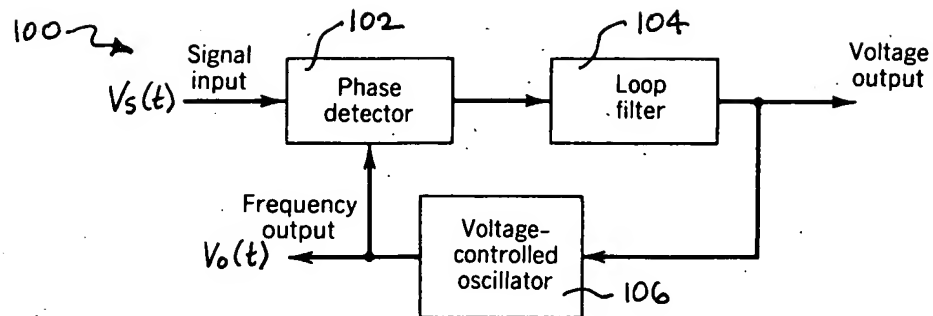 100
102
104
Signal
input
Vs(t)
Phase
detector
Loop
filter
Voltage
output
Frequency
output
Vo(t)
Voltage-
controlled
oscillator
106